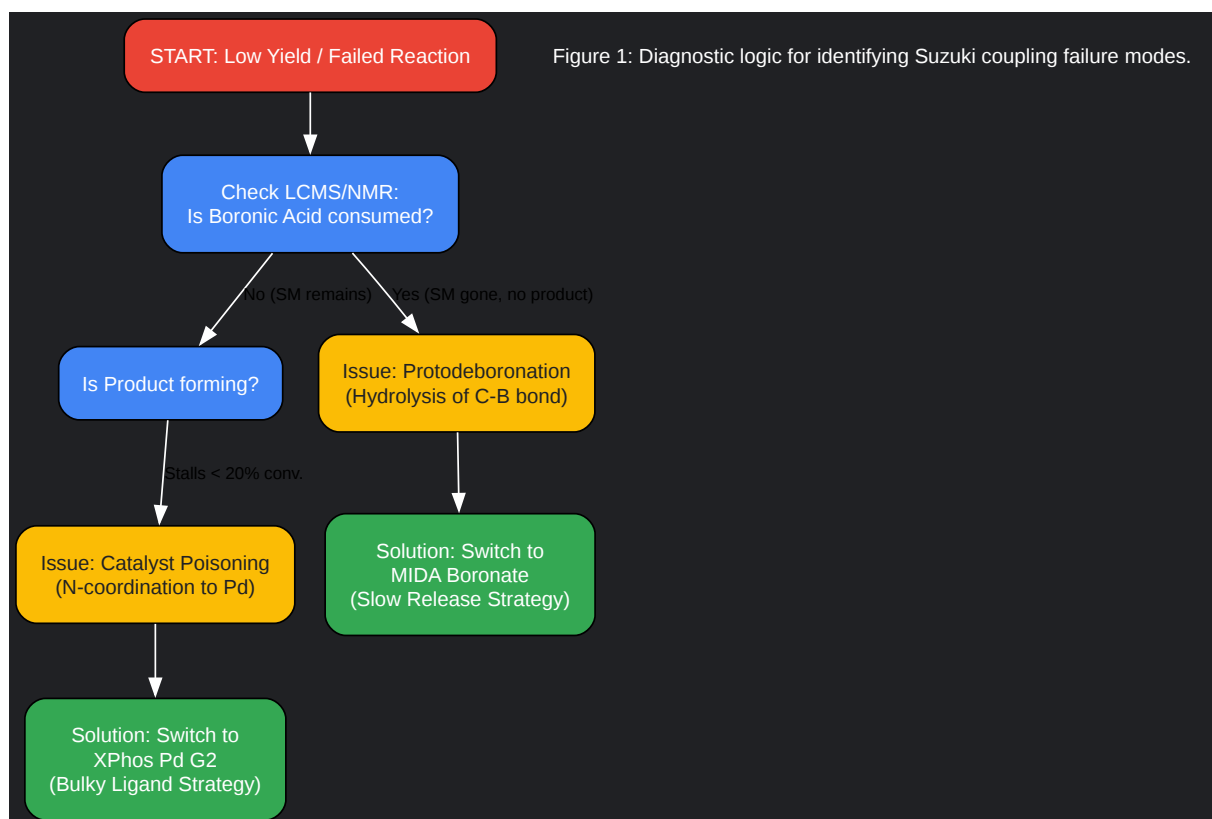 START: Low Yield / Failed Reaction
Figure 1: Diagnostic logic for identifying Suzuki coupling failure modes.
Check LCMS/NMR:
Is Boronic Acid consumed?
No (SM remains)
Yes (SM gone, no product)
Is Product forming?
Issue: Protodeboronation
(Hydrolysis of C-B bond)
Stalls < 20% conv.
Issue: Catalyst Poisoning
(N-coordination to Pd)
Solution: Switch to
MIDA Boronate
(Slow Release Strategy)
Solution: Switch to
XPhos Pd G2
(Bulky Ligand Strategy)